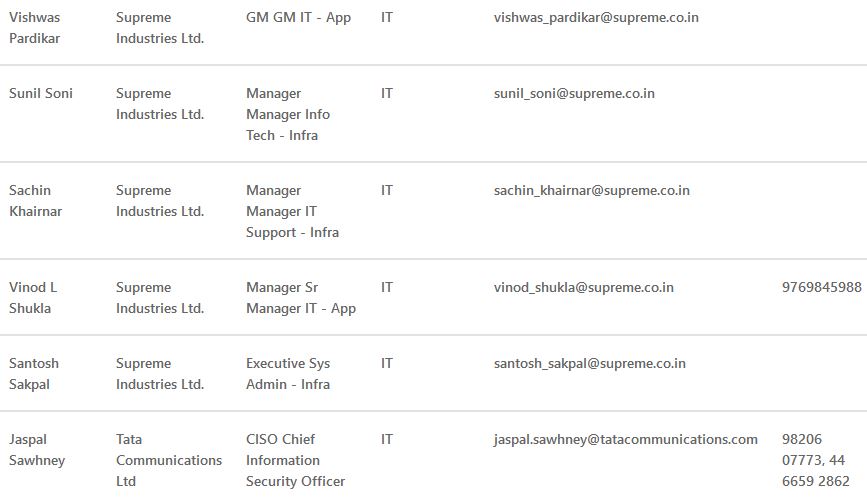 Vishwas Pardikar Supreme Industries Ltd. GM GM IT - App IT vishwas_pardikar@supreme.co.in
Sunil Soni Supreme Industries Ltd. Manager Manager Info Tech - Infra IT sunil_soni@supreme.co.in
Sachin Khairnar Supreme Industries Ltd. Manager Manager IT Support - Infra IT sachin_khairnar@supreme.co.in
Vinod L Shukla Supreme Industries Ltd. Manager Sr Manager IT - App IT vinod_shukla@supreme.co.in 9769845988
Santosh Sakpal Supreme Industries Ltd. Executive Sys Admin - Infra IT santosh_sakpal@supreme.co.in
Jaspal Sawhney Tata Communications Ltd CISO Chief Information Security Officer IT jaspal.sawhney@tatacommunications.com 98206 07773, 44 6659 2862